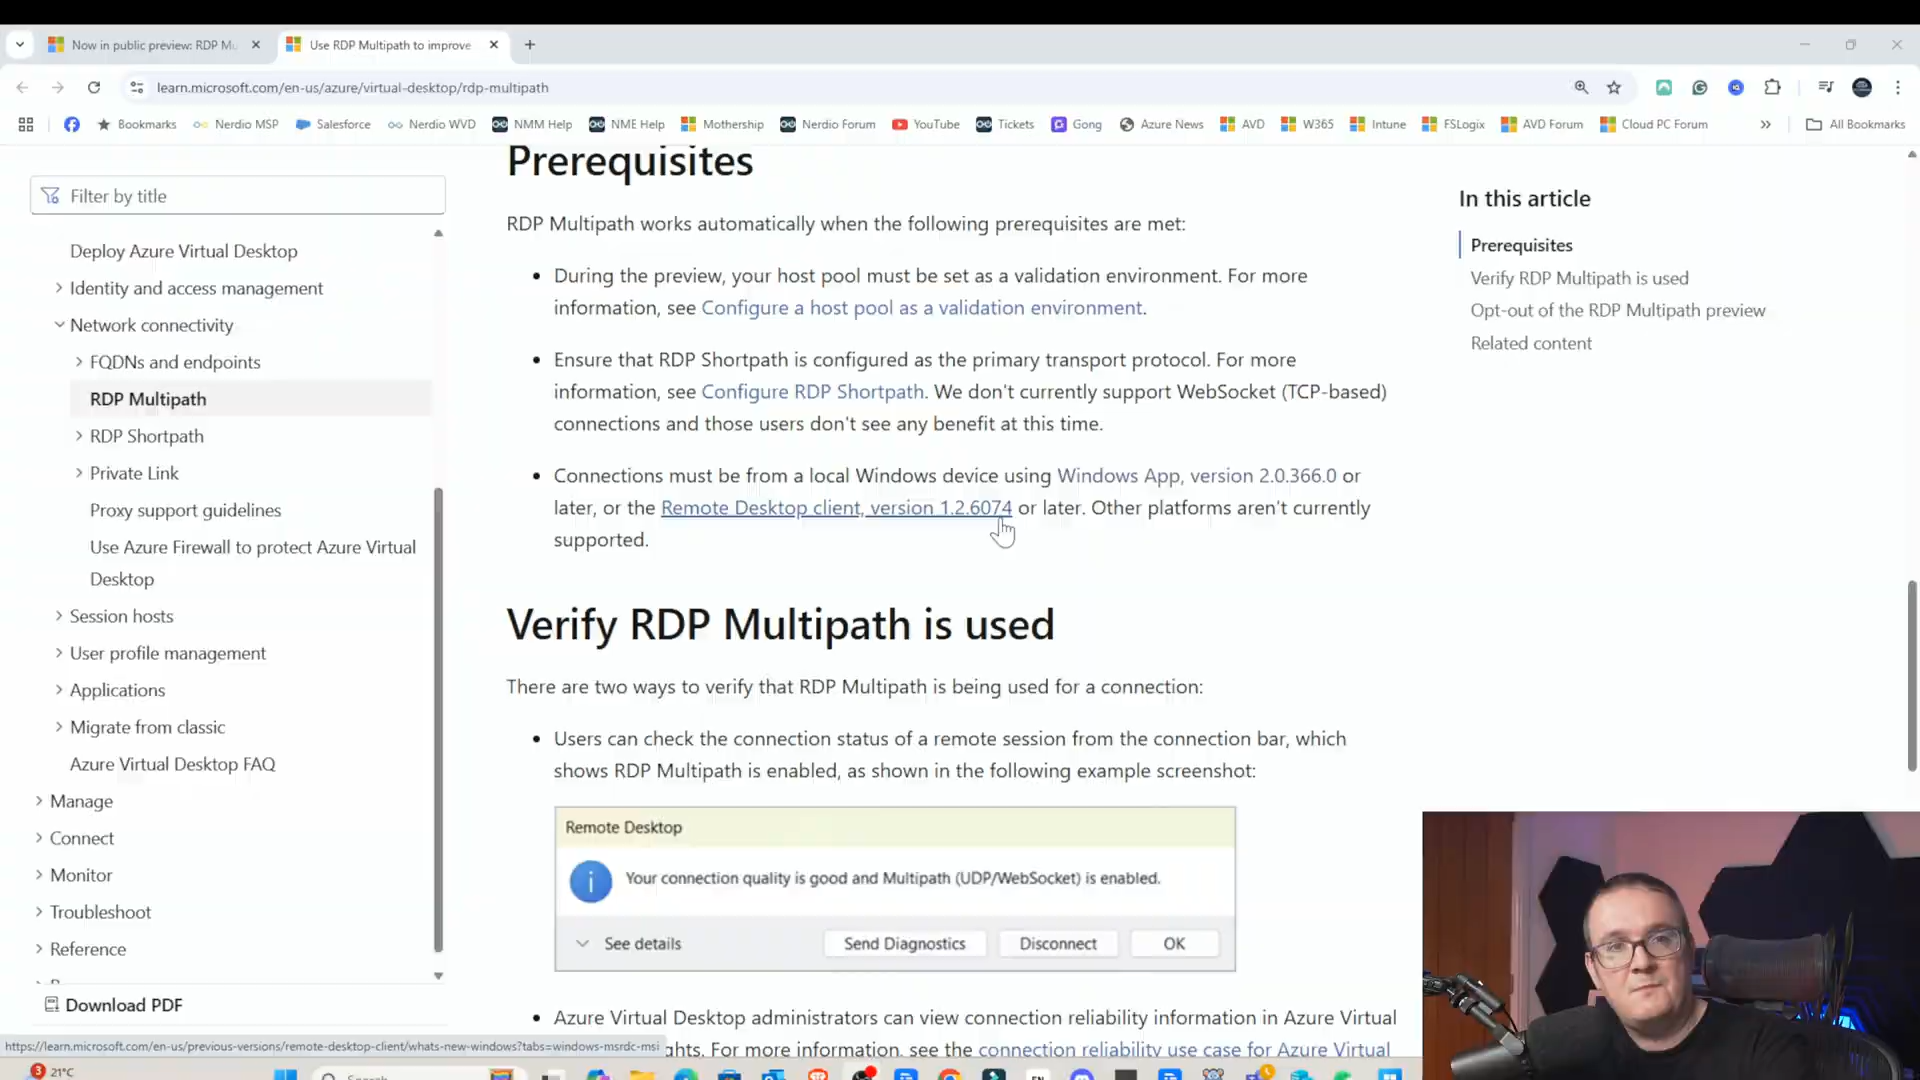 Now in public preview: RDP Mu
Use RDP Multipath to improve
learn.microsoft.com/en-us/azure/virtual-desktop/rdp-multipath
Bookmarks
Nerdio MSP
Salesforce
Nerdio WVD
NMM Help
NME Help
Mothership
Nerdio Forum
YouTube
Tickets
Gong
Azure News
AVD
W365
Intune
FSLogix
AVD Forum
Cloud PC Forum
All Bookmarks
Filter by title
Deploy Azure Virtual Desktop
Identity and access management
Network connectivity
FQDNs and endpoints
RDP Multipath
RDP Shortpath
Private Link
Proxy support guidelines
Use Azure Firewall to protect Azure Virtual
Desktop
Session hosts
User profile management
Applications
Migrate from classic
Azure Virtual Desktop FAQ
Manage
Connect
Monitor
Troubleshoot
Reference
Download PDF
Prerequisites
RDP Multipath works automatically when the following prerequisites are met:
During the preview, your host pool must be set as a validation environment. For more
information, see Configure a host pool as a validation environment.
Ensure that RDP Shortpath is configured as the primary transport protocol. For more
information, see Configure RDP Shortpath. We don't currently support WebSocket (TCP-based)
connections and those users don't see any benefit at this time.
Connections must be from a local Windows device using Windows App, version 2.0.366.0 or
later, or the Remote Desktop client, version 1.2.6074 or later. Other platforms aren't currently
supported.
Verify RDP Multipath is used
There are two ways to verify that RDP Multipath is being used for a connection:
Users can check the connection status of a remote session from the connection bar, which
shows RDP Multipath is enabled, as shown in the following example screenshot:
Remote Desktop
Your connection quality is good and Multipath (UDP/WebSocket) is enabled.
See details
Send Diagnostics
Disconnect
OK
Azure Virtual Desktop administrators can view connection reliability information in Azure Virtual
ghts. For more information, see the connection reliability use case for Azure Virtual
In this article
Prerequisites
Verify RDP Multipath is used
Opt-out of the RDP Multipath preview
Related content
https://learn.microsoft.com/en-us/previous-versions/remote-desktop-client/whats-new-windows?tabs=windows-msrdc-msi
3
21°C
Search